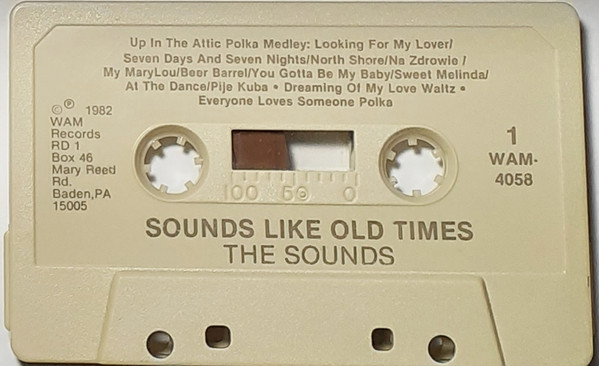 Up In The Attic Polka Medley: Looking For My Lover/
Seven Days And Seven Nights/North Shore/Na Zdrowie /
My MaryLou/Beer Barrel/You Gotta Be My Baby/Sweet Melinda/
At The Dance/Pije Kuba • Dreaming Of My Love Waltz •
Everyone Loves Someone Polka
© ℗ 1982
WAM
Records
RD 1
Box 46
Mary Reed
Rd.
Baden,PA
15005
1
WAM-
4058
100 50 0
SOUNDS LIKE OLD TIMES
THE SOUNDS